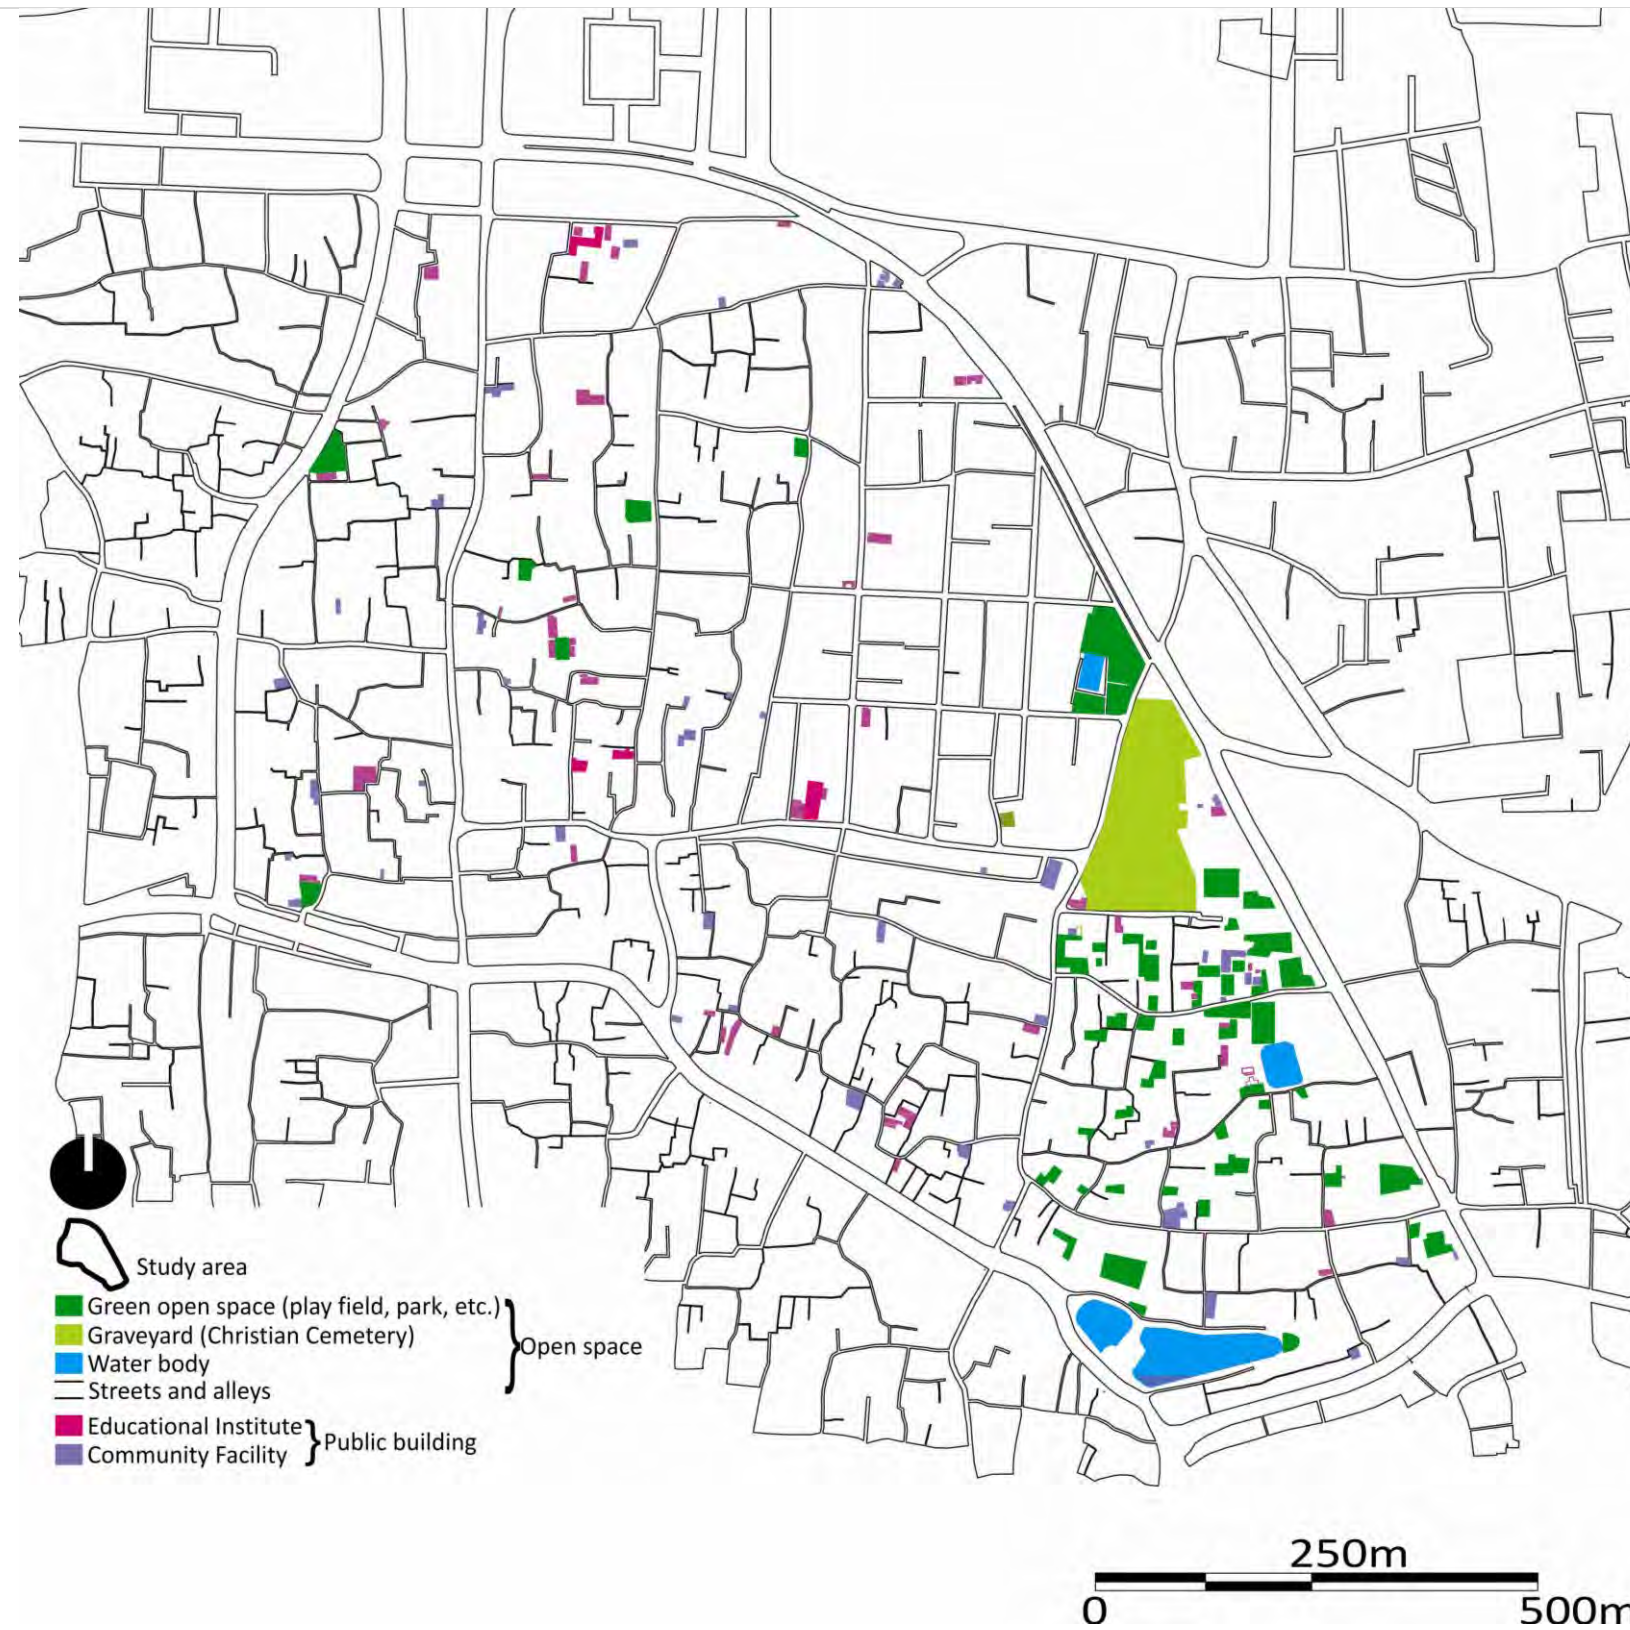 Study area
Green open space (play field, park, etc.)
Graveyard (Christian Cemetery)
Water body
Streets and alleys
Open space
Educational Institute
Community Facility
Public building
250m
0
500m